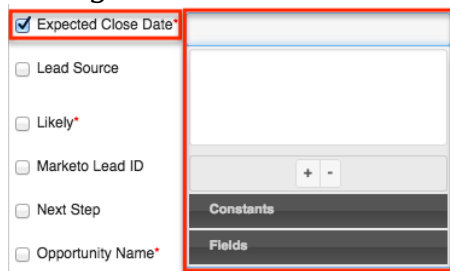 Expected Close Date*
Lead Source
Likely*
Marketo Lead ID
+ -
Next Step
Constants
Opportunity Name*
Fields